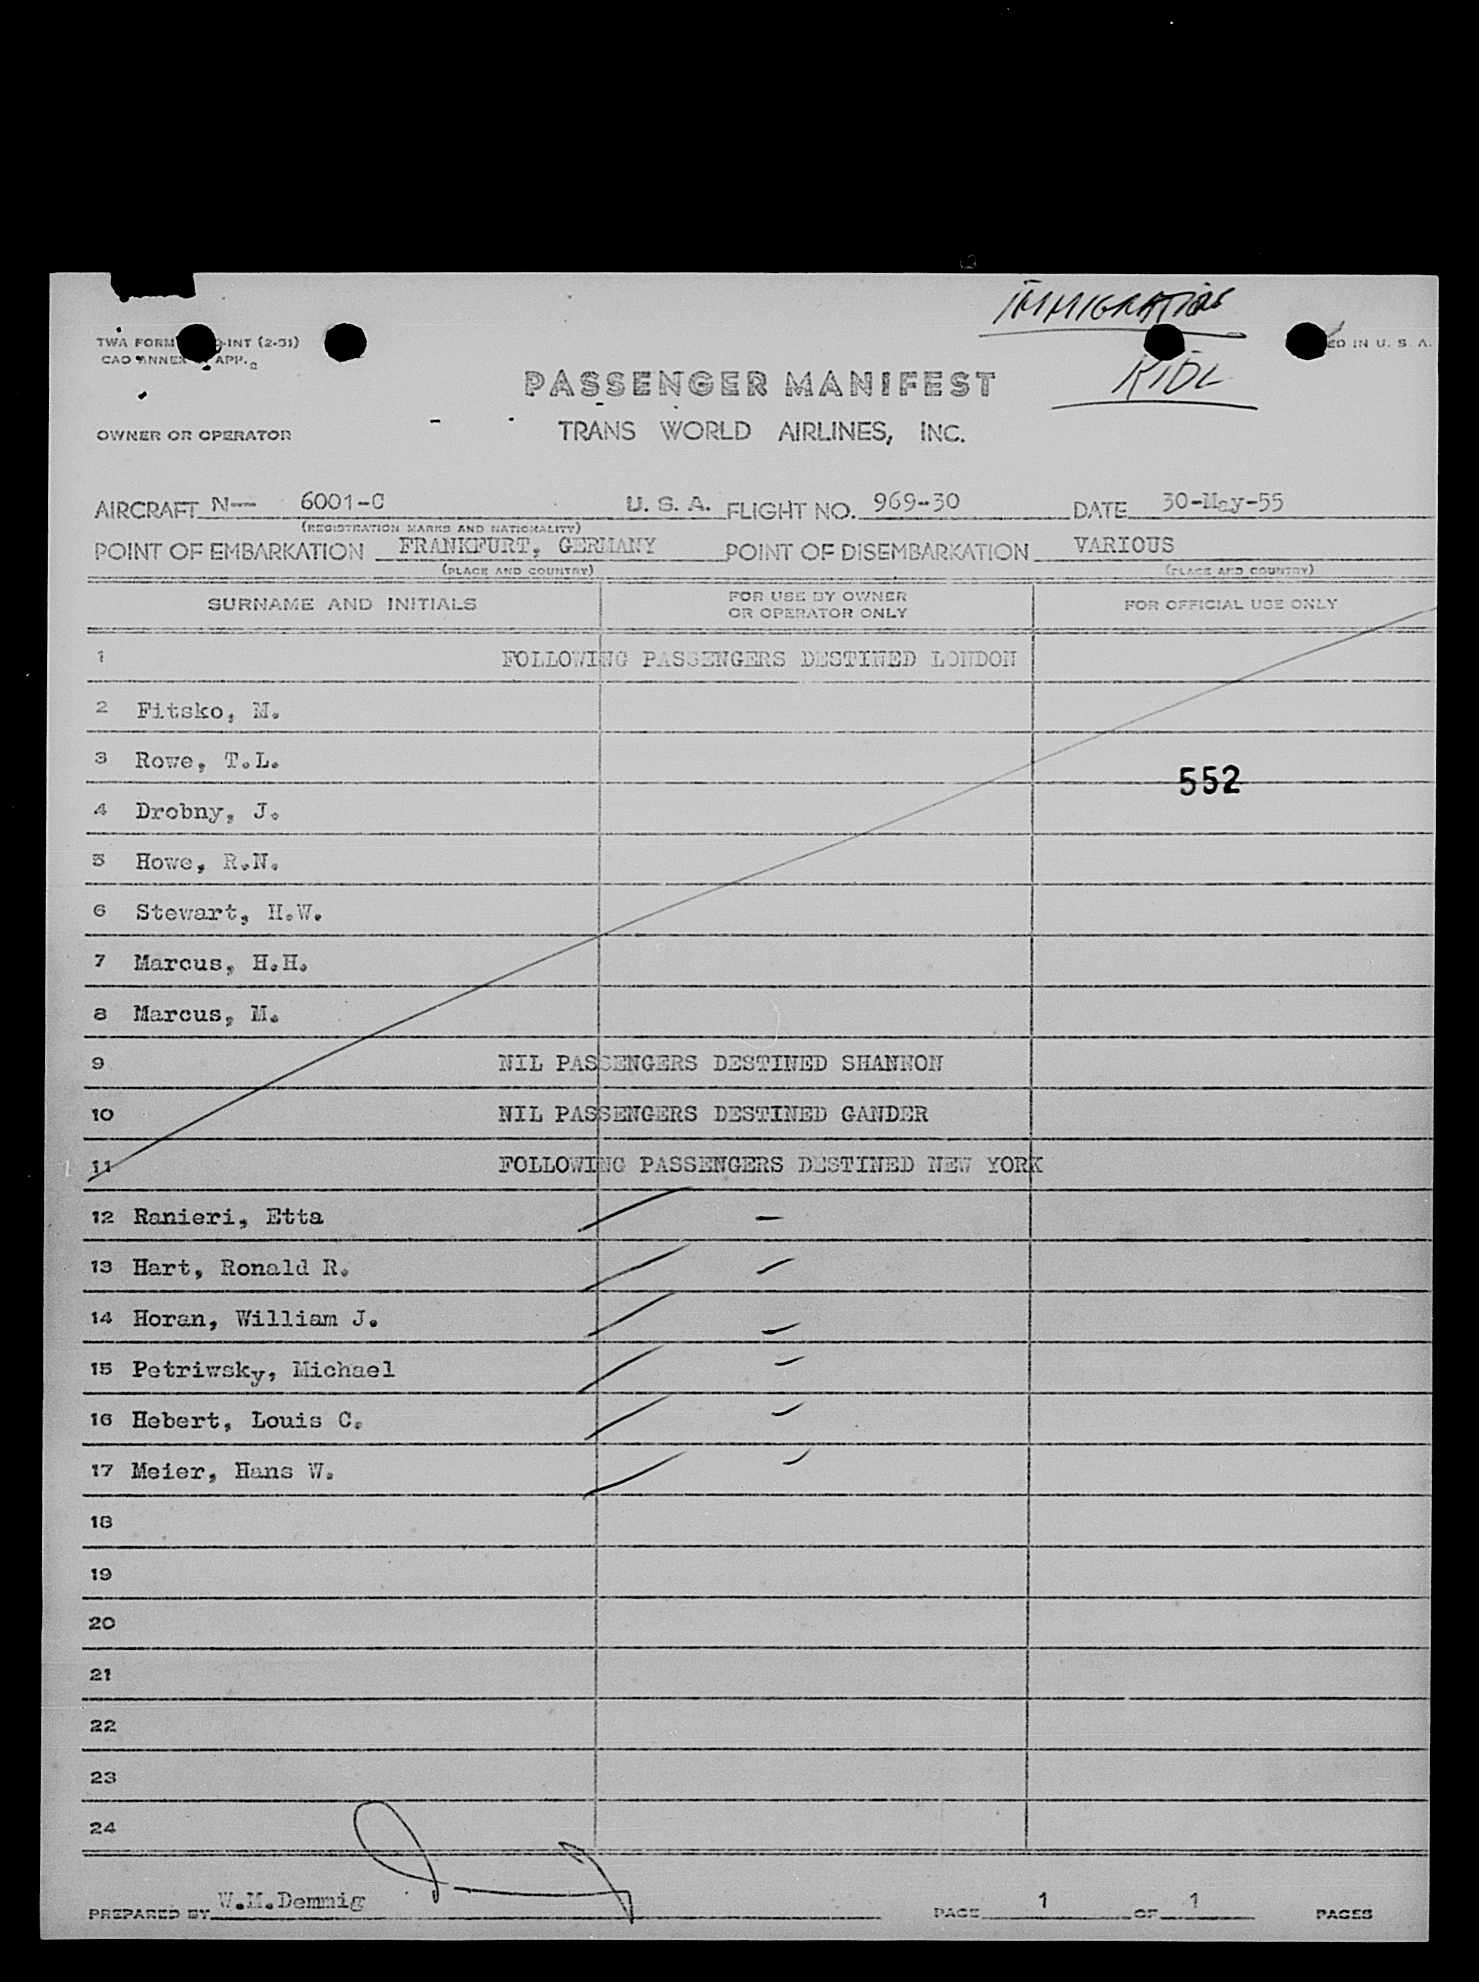 IMMIGRATION
TWA FORM -INT (2-51)
CAO ANNEX APP.
ED IN U. S. A.
PASSENGER MANIFEST
OWNER OR OPERATOR
TRANS WORLD AIRLINES, INC.
AIRCRAFT N-- 6001-C U. S. A. FLIGHT NO. 969-30 DATE 30-May-55
(REGISTRATION MARKS AND NATIONALITY)
POINT OF EMBARKATION FRANKFURT, GERMANY POINT OF DISEMBARKATION VARIOUS
(PLACE AND COUNTRY) (PLACE AND COUNTRY)
SURNAME AND INITIALS FOR USE BY OWNER OR OPERATOR ONLY FOR OFFICIAL USE ONLY
1 FOLLOWING PASSENGERS DESTINED LONDON
2 Fitsko, M.
3 Rowe, T.L.
552
4 Drobny, J.
5 Howe, R.N.
6 Stewart, H.W.
7 Marcus, H.H.
8 Marcus, M.
9 NIL PASSENGERS DESTINED SHANNON
10 NIL PASSENGERS DESTINED GANDER
11 FOLLOWING PASSENGERS DESTINED NEW YORK
12 Ranieri, Etta
13 Hart, Ronald R.
14 Horan, William J.
15 Petriwsky, Michael
16 Hebert, Louis C.
17 Meier, Hans W.
18
19
20
21
22
23
24
PREPARED BY W.M.Demmig PAGE 1 OF 1 PAGES